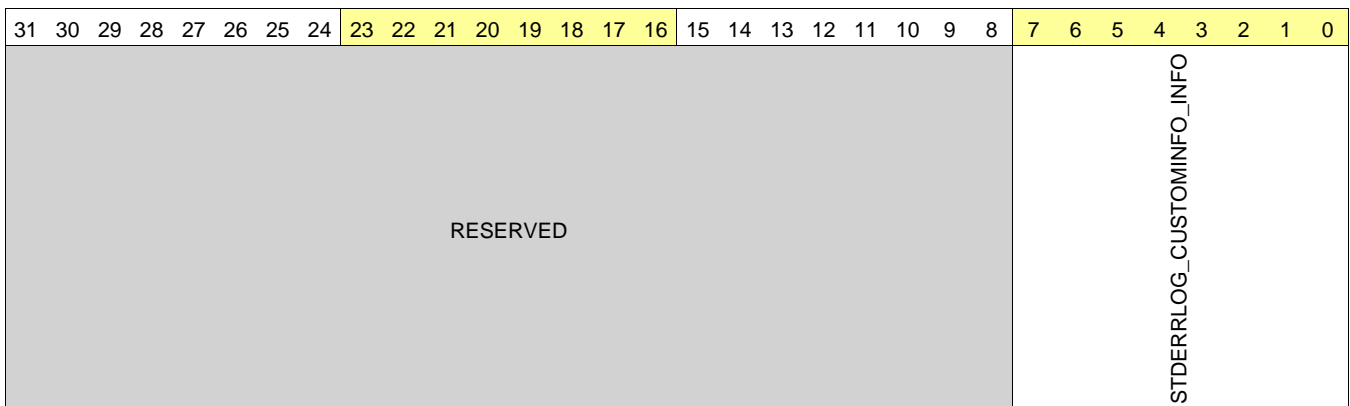 31 30 29 28 27 26 25 24 23 22 21 20 19 18 17 16 15 14 13 12 11 10 9 8 7 6 5 4 3 2 1 0
RESERVED
STDERRLOG_CUSTOMINFO_INFO